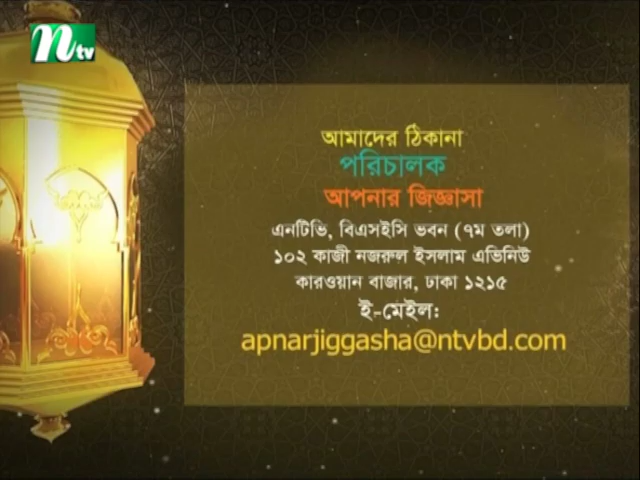 ntv
আমাদের ঠিকানা
পরিচালক
আপনার জিজ্ঞাসা
এনটিভি, বিএসইসি ভবন (৭ম তলা)
১০২ কাজী নজরুল ইসলাম এভিনিউ
কারওয়ান বাজার, ঢাকা ১২১৫
ই-মেইল:
apnarjiggasha@ntvbd.com